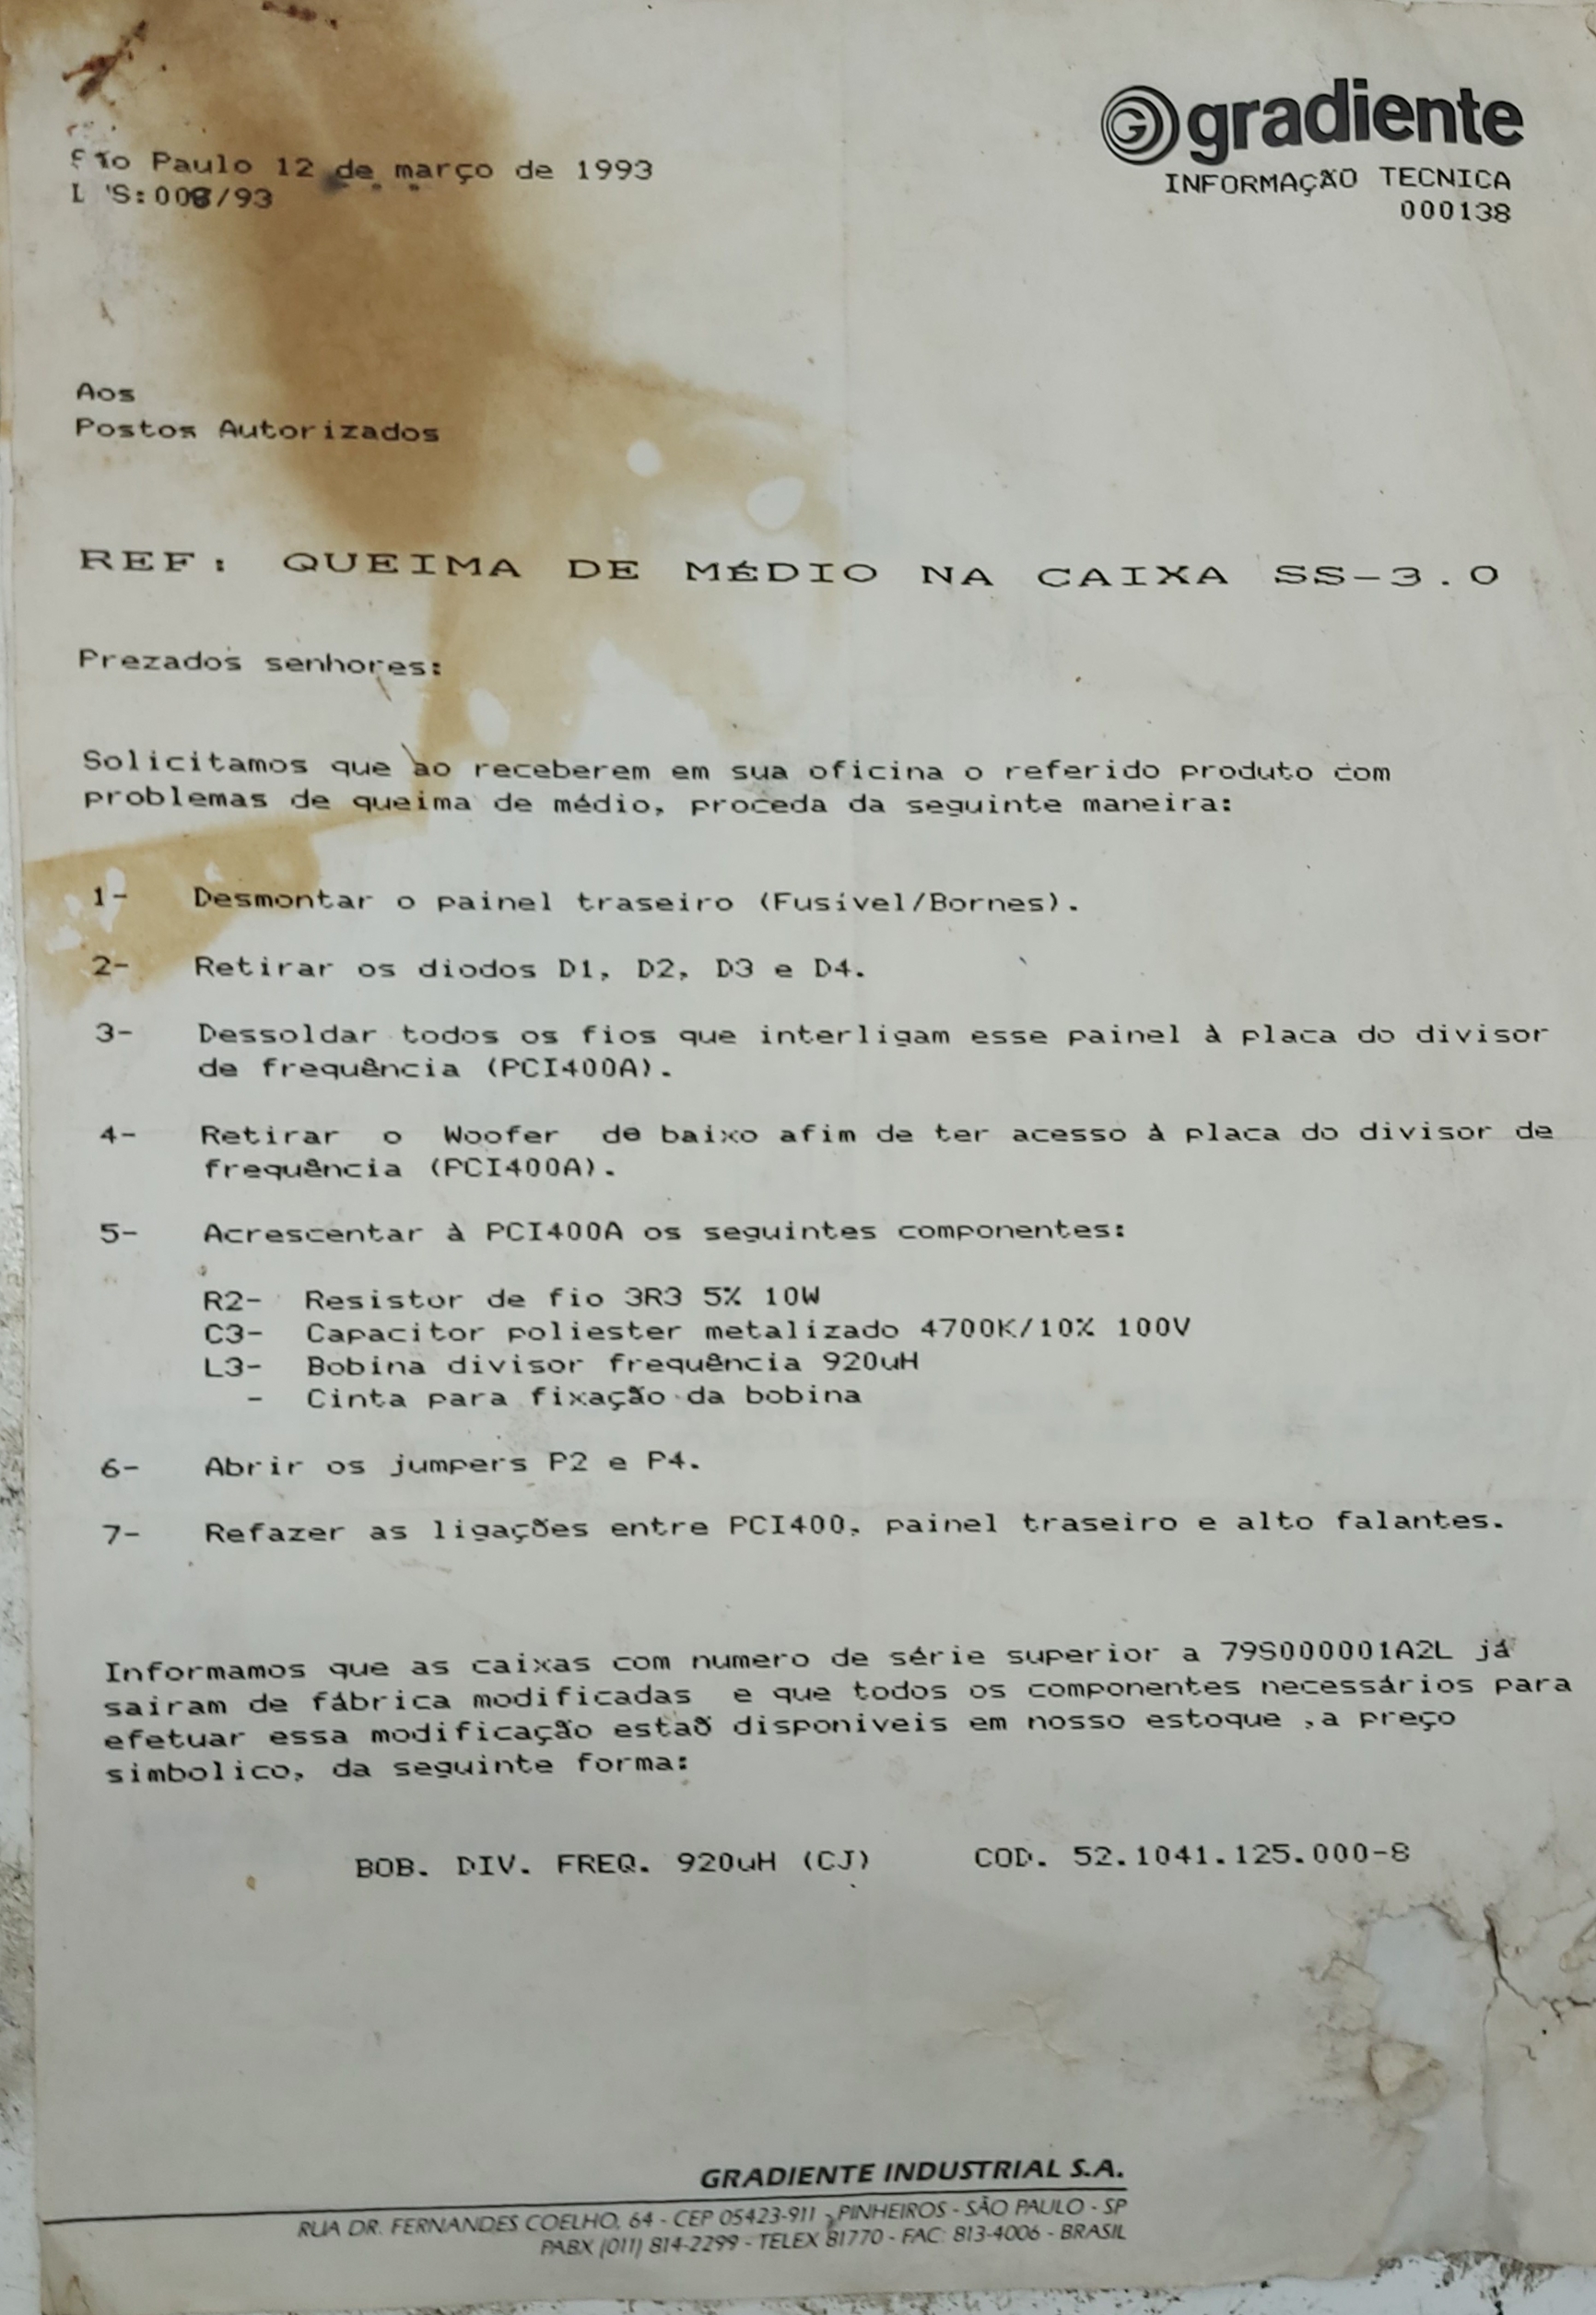 gradiente
INFORMAÇÃO TECNICA
000138
São Paulo 12 de março de 1993
S:008/93
Aos
Postos Autorizados
REF: QUEIMA DE MÉDIO NA CAIXA SS-3.0
Prezados senhores:
Solicitamos que ao receberem em sua oficina o referido produto com
problemas de queima de médio, proceda da seguinte maneira:
1- Desmontar o painel traseiro (Fusível/Bornes).
2- Retirar os diodos D1, D2, D3 e D4.
3- Dessoldar todos os fios que interligam esse painel à placa do divisor
de frequência (PCI400A).
4- Retirar o Woofer de baixo afim de ter acesso à placa do divisor de
frequência (PCI400A).
5- Acrescentar à PCI400A os seguintes componentes:
R2- Resistor de fio 3R3 5% 10W
C3- Capacitor poliester metalizado 4700K/10% 100V
L3- Bobina divisor frequência 920uH
- Cinta para fixação da bobina
6- Abrir os jumpers P2 e P4.
7- Refazer as ligações entre PCI400, painel traseiro e alto falantes.
Informamos que as caixas com numero de série superior a 79S000001A2L já
sairam de fábrica modificadas e que todos os componentes necessários para
efetuar essa modificação estaõ disponiveis em nosso estoque ,a preço
simbolico, da seguinte forma:
BOB. DIV. FREQ. 920uH (CJ) COD. 52.1041.125.000-8
GRADIENTE INDUSTRIAL S.A.
RUA DR. FERNANDES COELHO, 64 - CEP 05423-911 - PINHEIROS - SÃO PAULO - SP
PABX (011) 814-2299 - TELEX 81770 - FAC: 813-4006 - BRASIL